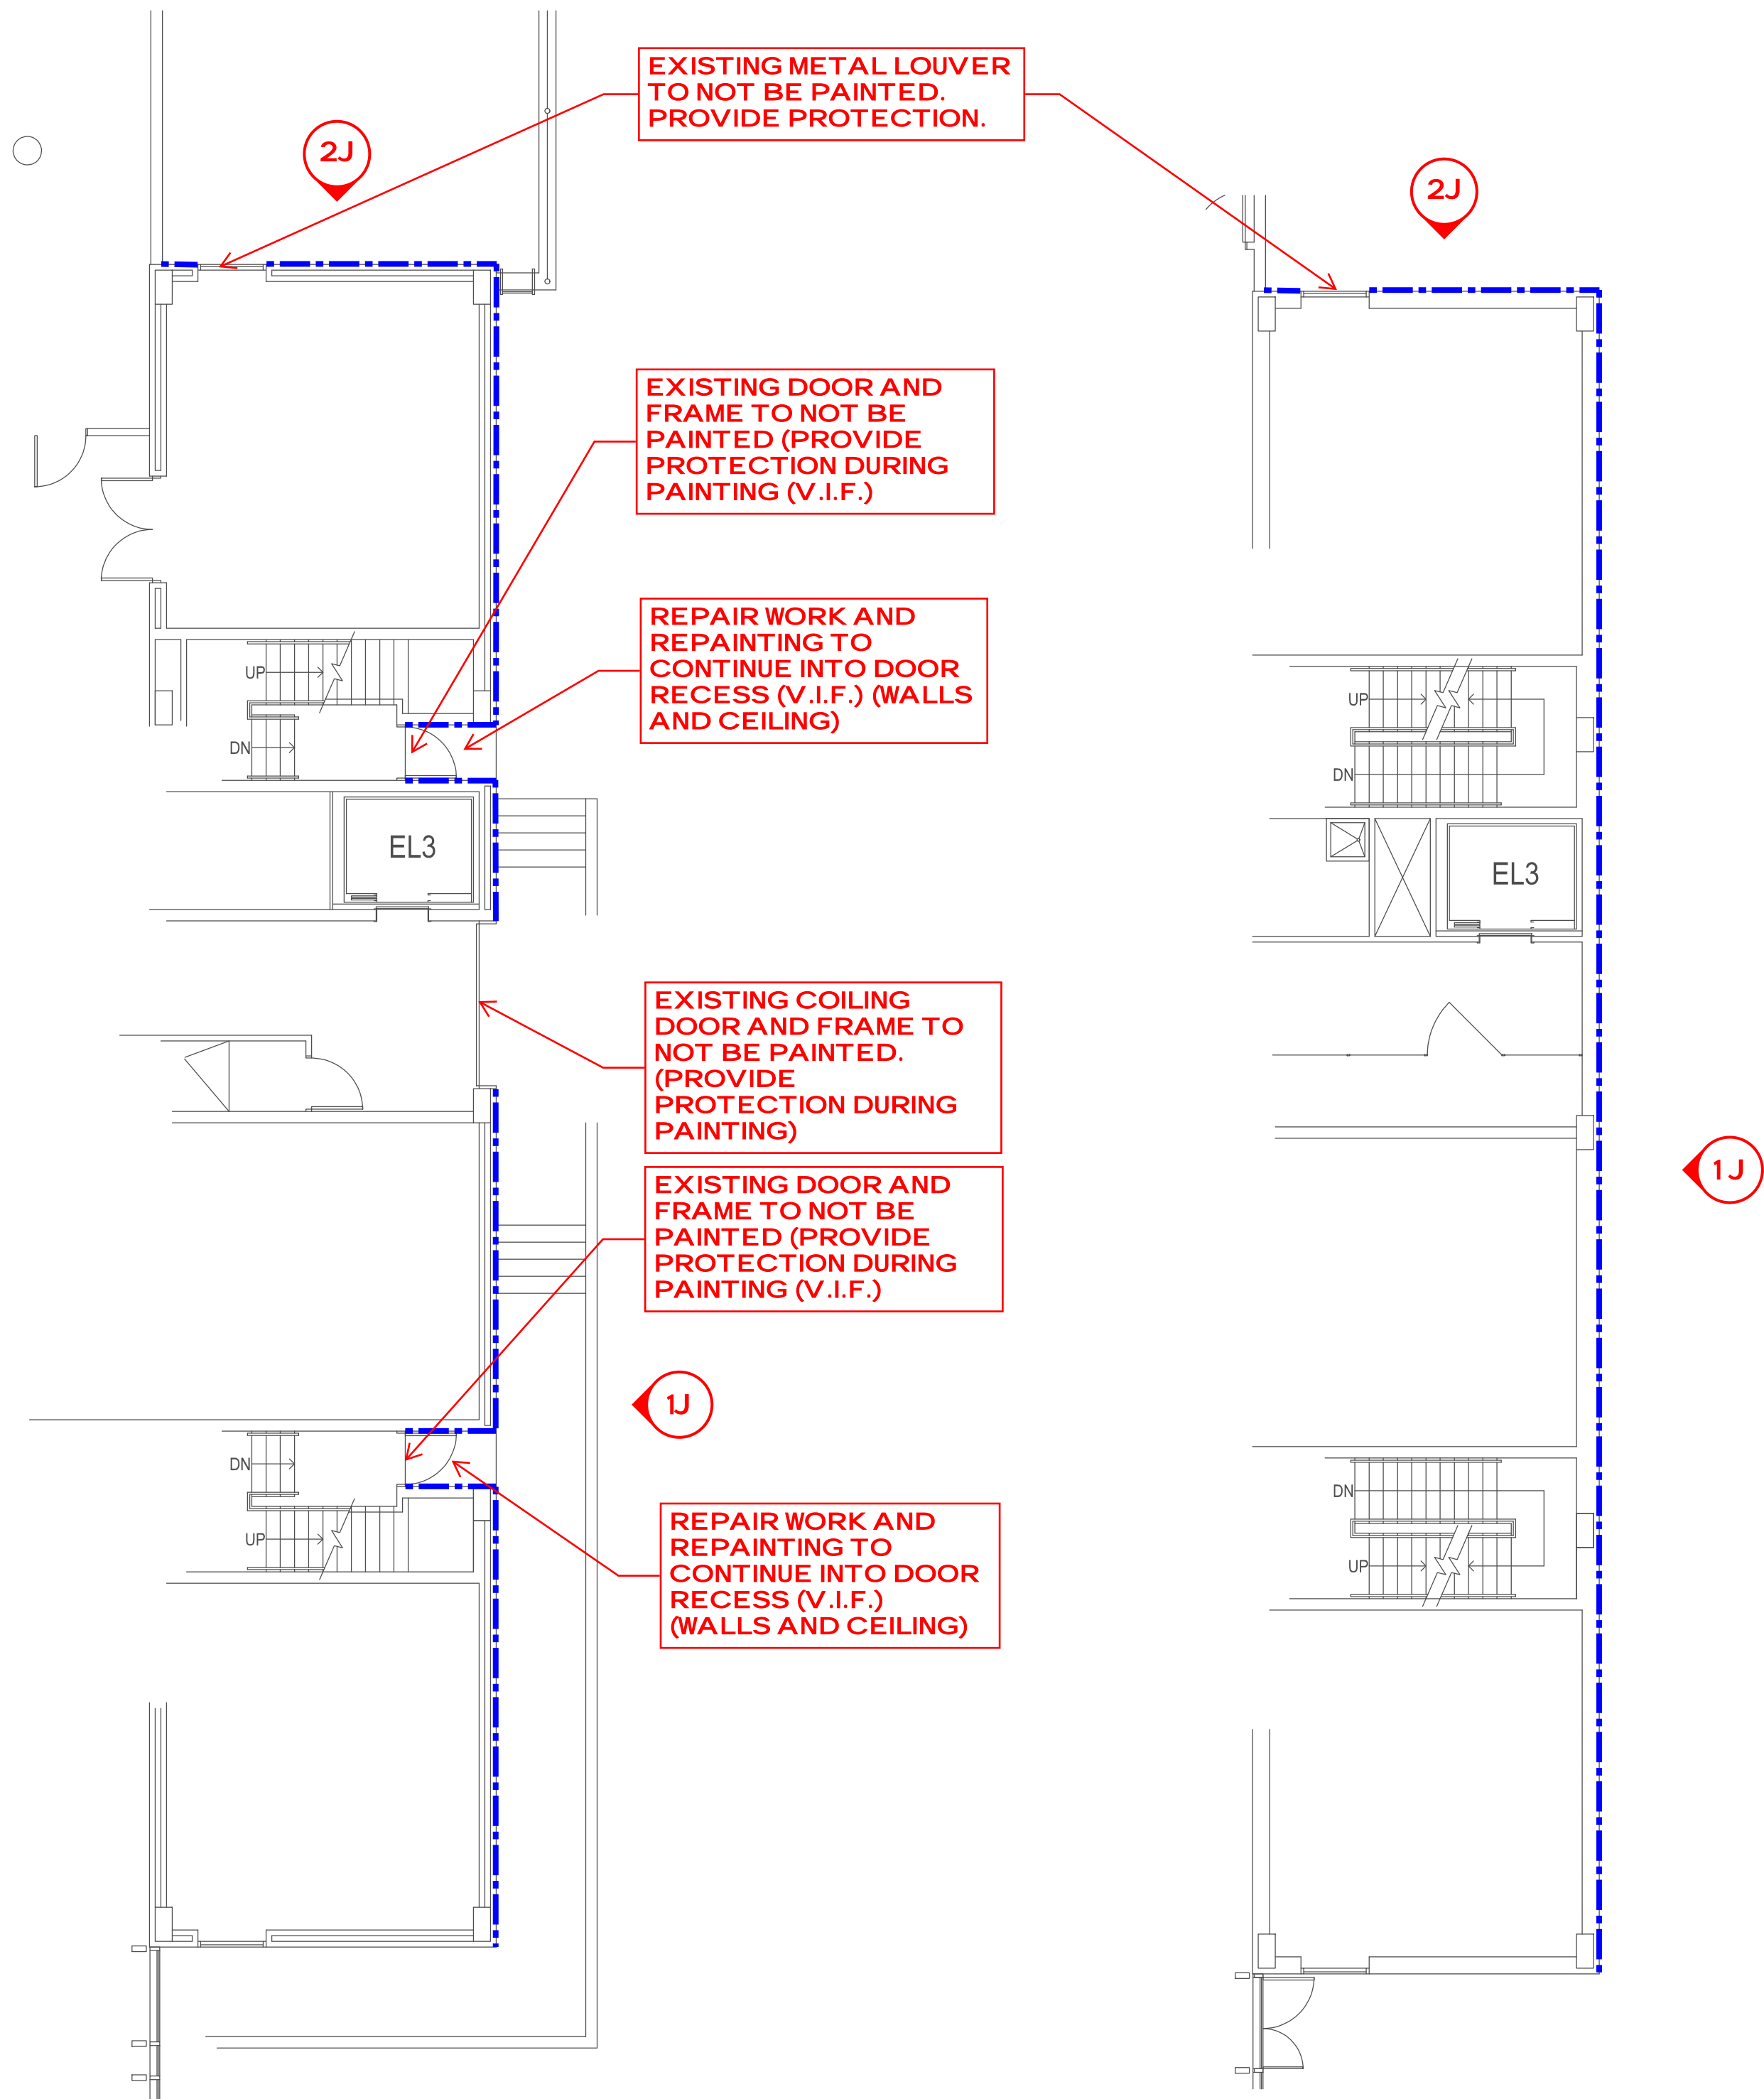 EXISTING METAL LOUVER
TO NOT BE PAINTED.
PROVIDE PROTECTION.
2J
2J
EXISTING DOOR AND
FRAME TO NOT BE
PAINTED (PROVIDE
PROTECTION DURING
PAINTING (V.I.F.)
REPAIR WORK AND
REPAINTING TO
CONTINUE INTO DOOR
RECESS (V.I.F.) (WALLS
AND CEILING)
UP
DN
UP
DN
EL3
EL3
EXISTING COILING
DOOR AND FRAME TO
NOT BE PAINTED.
(PROVIDE
PROTECTION DURING
PAINTING)
EXISTING DOOR AND
FRAME TO NOT BE
PAINTED (PROVIDE
PROTECTION DURING
PAINTING (V.I.F.)
1J
1J
DN
UP
DN
UP
REPAIR WORK AND
REPAINTING TO
CONTINUE INTO DOOR
RECESS (V.I.F.)
(WALLS AND CEILING)